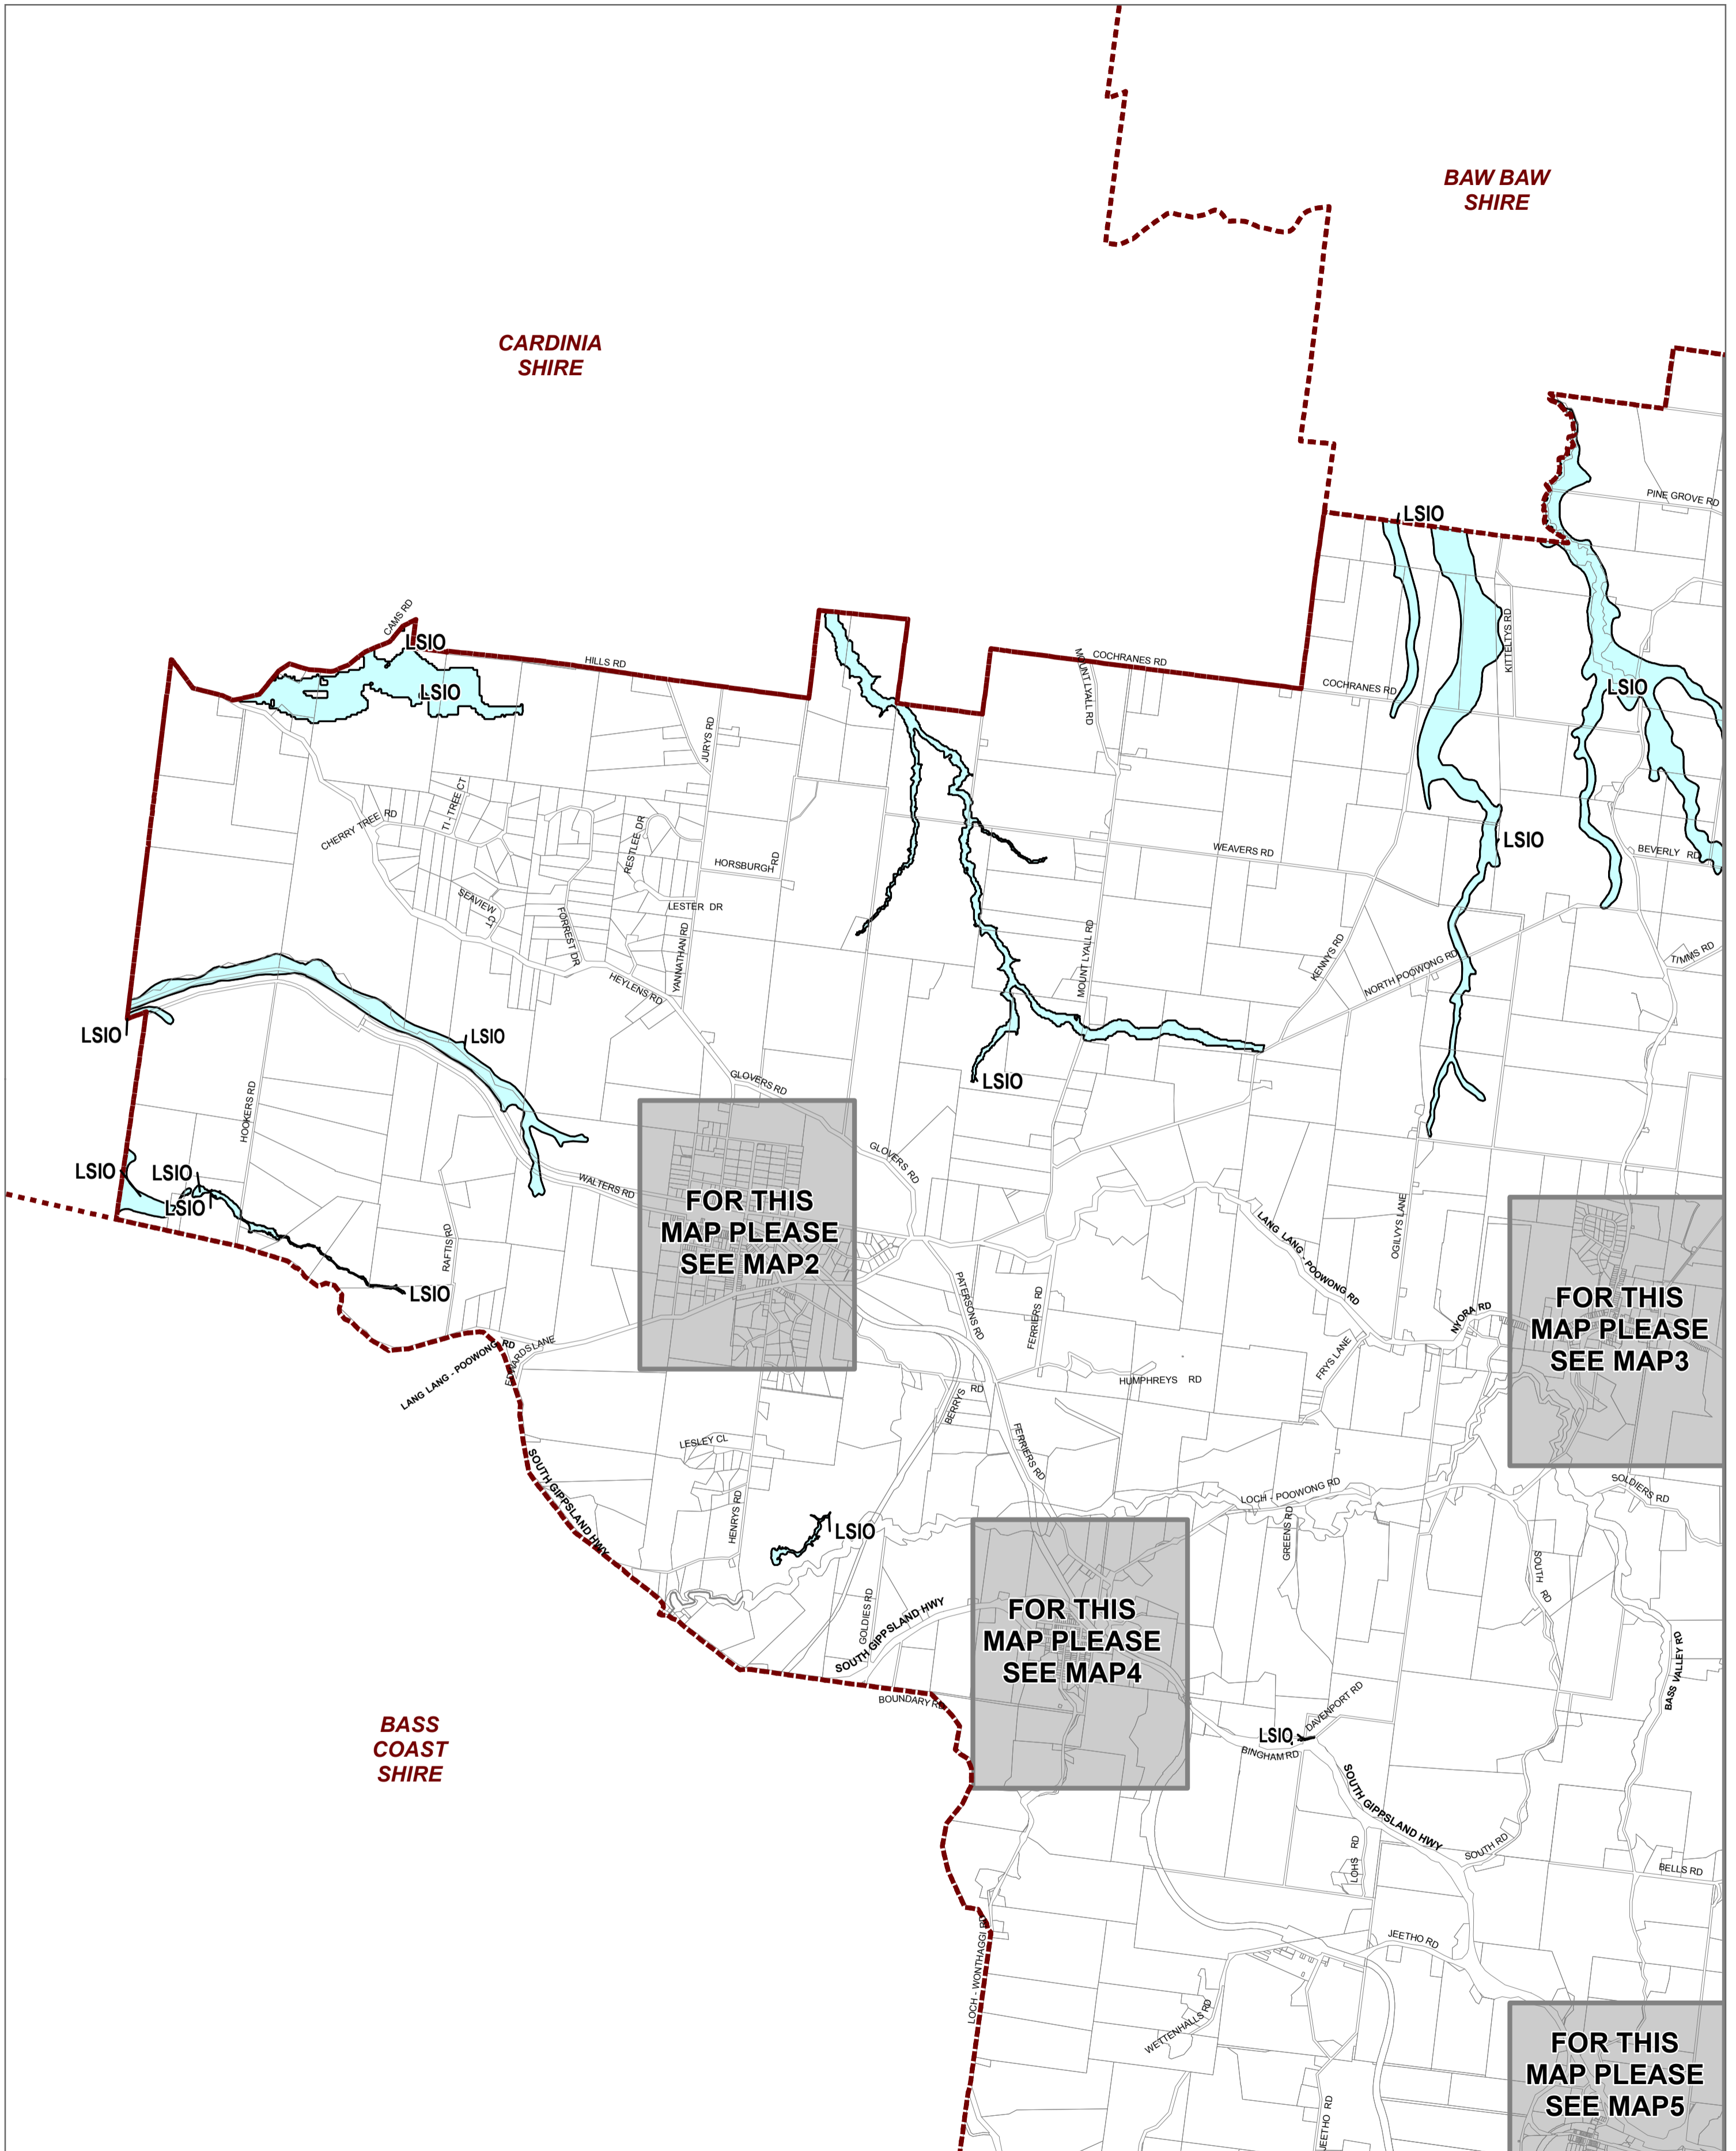 BAW BAW
SHIRE
CARDINIA
SHIRE
PINE GROVE RD
LSIO
CAMS RD
LSIO
HILLS RD
LSIO
MOUNT LYALL RD
COCHRANES RD
COCHRANES RD
KITTELTYS RD
LSIO
JURYS RD
TI - TREE CT
CHERRY TREE RD
RESTLEE DR
HORSBURGH RD
WEAVERS RD
LSIO
BEVERLY RD
SEAVIEW CT
LESTER DR
FORREST DR
YANNATHAN RD
HEYLENS RD
MOUNT LYALL RD
KENNYS RD
NORTH POOWONG RD
TIMMS RD
LSIO
LSIO
LSIO
GLOVERS RD
HOOKERS RD
GLOVERS RD
LSIO
LSIO
LSIO
WALTERS RD
FOR THIS
MAP PLEASE
SEE MAP2
RAFTIS RD
LSIO
LANG LANG - POOWONG RD
OGILVYS LANE
PATERSONS RD
FERRIERS RD
NYORA RD
FRYS LANE
FOR THIS
MAP PLEASE
SEE MAP3
LANG LANG - POOWONG RD
EDWARDS LANE
BERRYS RD
HUMPHREYS RD
FERRIERS RD
LESLEY CL
SOUTH GIPPSLAND HWY
HENRYS RD
LSIO
LOCH - POOWONG RD
GREENS RD
SOLDIERS RD
SOUTH RD
GOLDIES RD
SOUTH GIPPSLAND HWY
FOR THIS
MAP PLEASE
SEE MAP4
BASS VALLEY RD
BOUNDARY RD
DAVENPORT RD
LSIO
BINGHAM RD
BASS
COAST
SHIRE
SOUTH GIPPSLAND HWY
SOUTH RD
LOHS RD
BELLS RD
JEETHO RD
LOCH - WONTHAGGI RD
WETTENHALLS RD
JEETHO RD
FOR THIS
MAP PLEASE
SEE MAP5